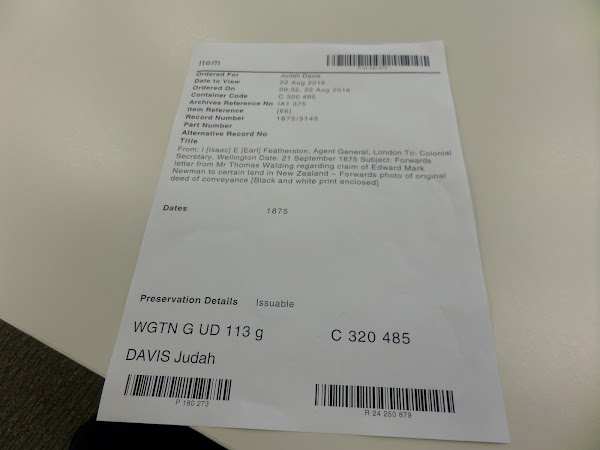 Item
R 24 250 879
Ordered For Judah Davis
Date to View 22 Aug 2016
Ordered On 09:32, 22 Aug 2016
Container Code C 320 485
Archives Reference No IA1 375
Item Reference [66]
Record Number 1875/3145
Part Number
Alternative Record No
Title
From: I [Isaac] E [Earl] Featherston, Agent General, London To: Colonial
Secretary, Wellington Date: 21 September 1875 Subject: Forwards
letter from Mr Thomas Walding regarding claim of Edward Mark
Newman to certain land in New Zealand – Forwards photo of original
deed of conveyance [Black and white print enclosed]
Dates 1875
Preservation Details Issuable
WGTN G UD 113 g C 320 485
DAVIS Judah
P 180 273
R 24 250 879